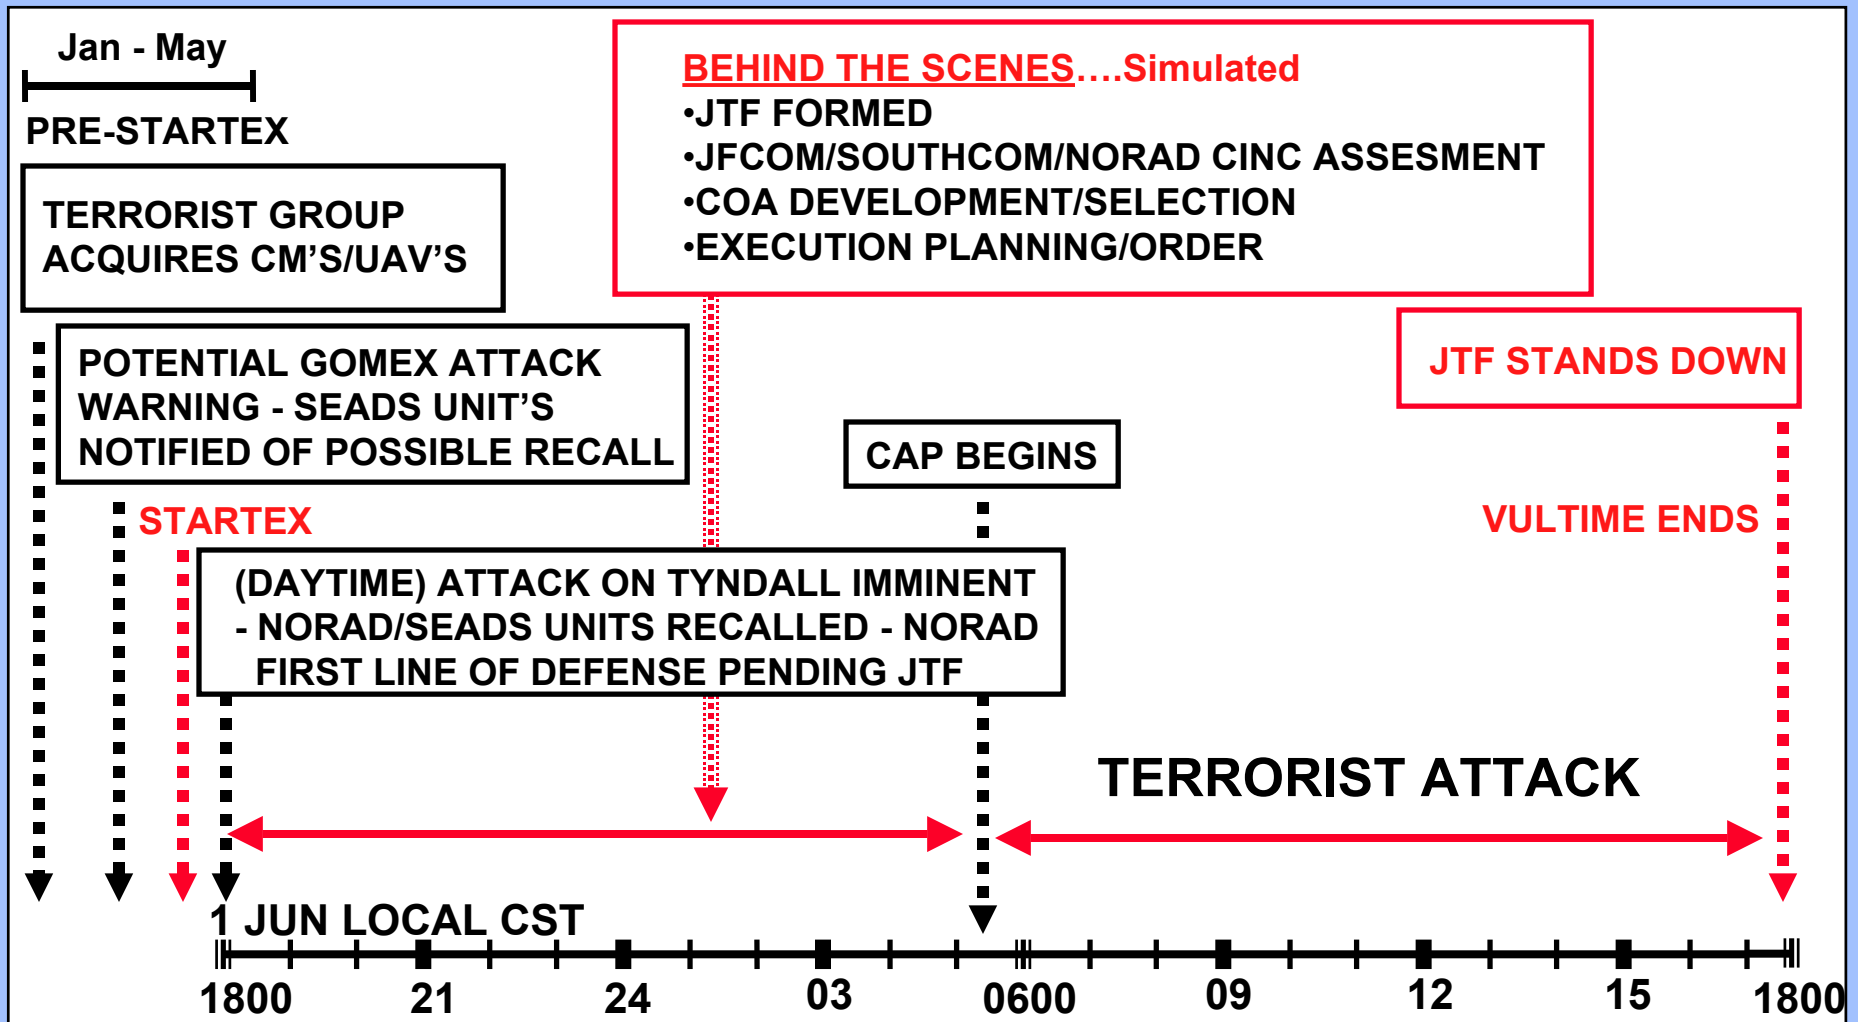 Jan - May
PRE-STARTEX
TERRORIST GROUP
ACQUIRES CM'S/UAV'S
BEHIND THE SCENES....Simulated
•JTF FORMED
•JFCOM/SOUTHCOM/NORAD CINC ASSESMENT
•COA DEVELOPMENT/SELECTION
•EXECUTION PLANNING/ORDER
POTENTIAL GOMEX ATTACK
WARNING - SEADS UNIT'S
NOTIFIED OF POSSIBLE RECALL
JTF STANDS DOWN
CAP BEGINS
STARTEX
VULTIME ENDS
(DAYTIME) ATTACK ON TYNDALL IMMINENT
- NORAD/SEADS UNITS RECALLED - NORAD
FIRST LINE OF DEFENSE PENDING JTF
TERRORIST ATTACK
1 JUN LOCAL CST
1800 21 24 03 0600 09 12 15 1800